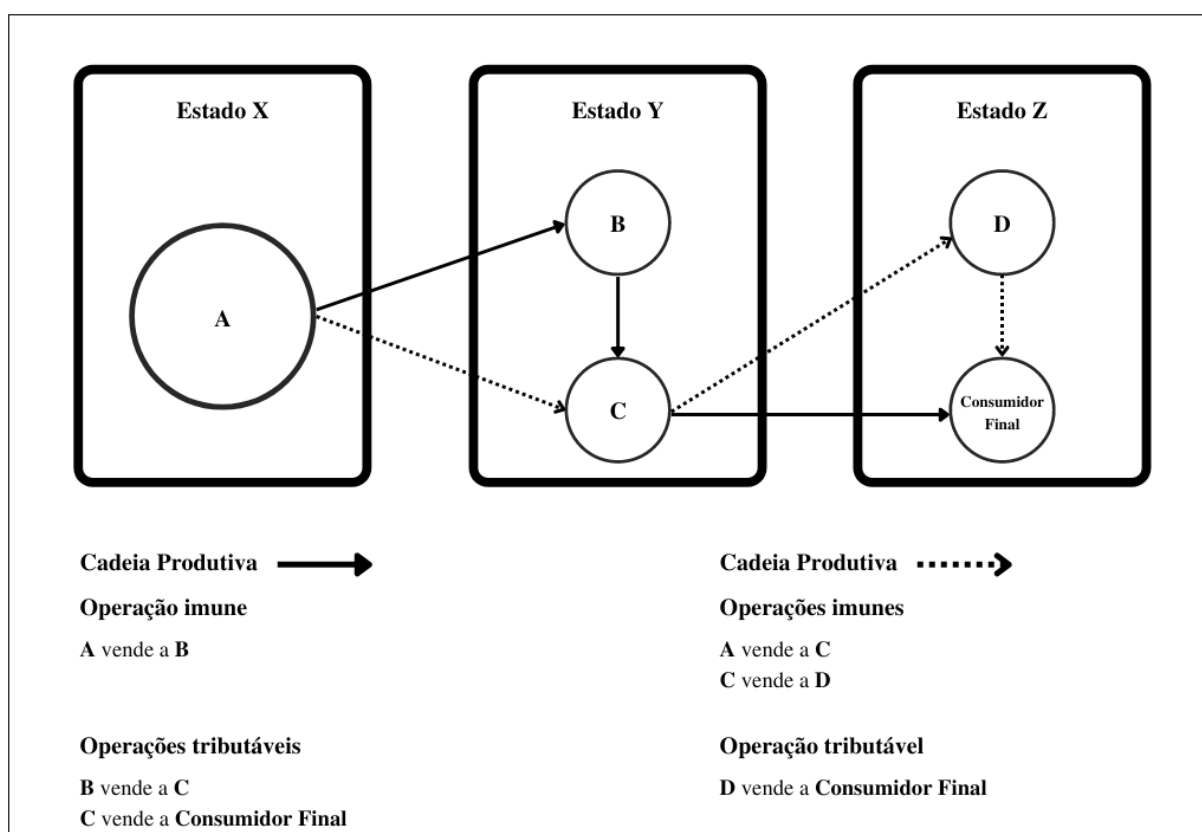 Estado X
Estado Y
Estado Z
A
B
C
D
Consumidor
Final
Cadeia Produtiva
Operação imune
A vende a B
Operações tributáveis
B vende a C
C vende a Consumidor Final
Cadeia Produtiva
Operações imunes
A vende a C
C vende a D
Operação tributável
D vende a Consumidor Final